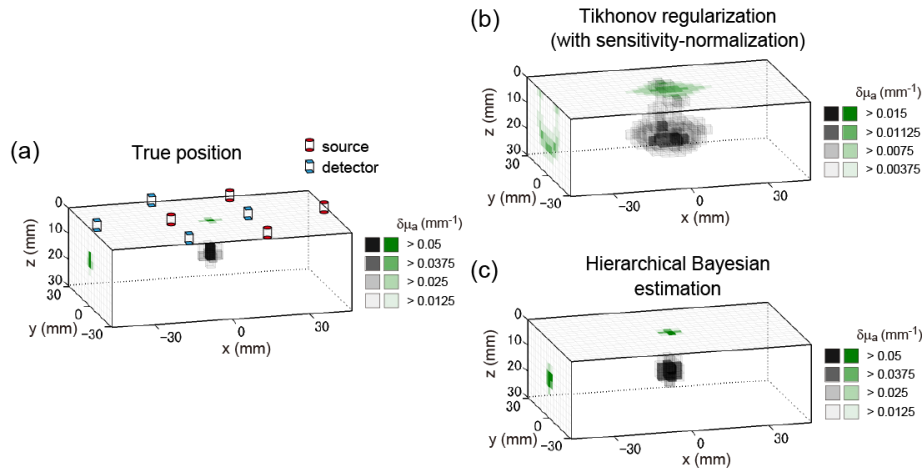 (a)
True position
source
detector
0
10
20
30
z (mm)
30
0
−30
y (mm)
−30
0
30
x (mm)
δμa (mm-1)
> 0.05
> 0.0375
> 0.025
> 0.0125
(b)
Tikhonov regularization
(with sensitivity-normalization)
0
10
20
30
z (mm)
30
0
−30
y (mm)
−30
0
30
x (mm)
δμa (mm-1)
> 0.015
> 0.01125
> 0.0075
> 0.00375
(c)
Hierarchical Bayesian
estimation
0
10
20
30
z (mm)
30
0
-30
y (mm)
−30
0
30
x (mm)
δμa (mm-1)
> 0.05
> 0.0375
> 0.025
> 0.0125